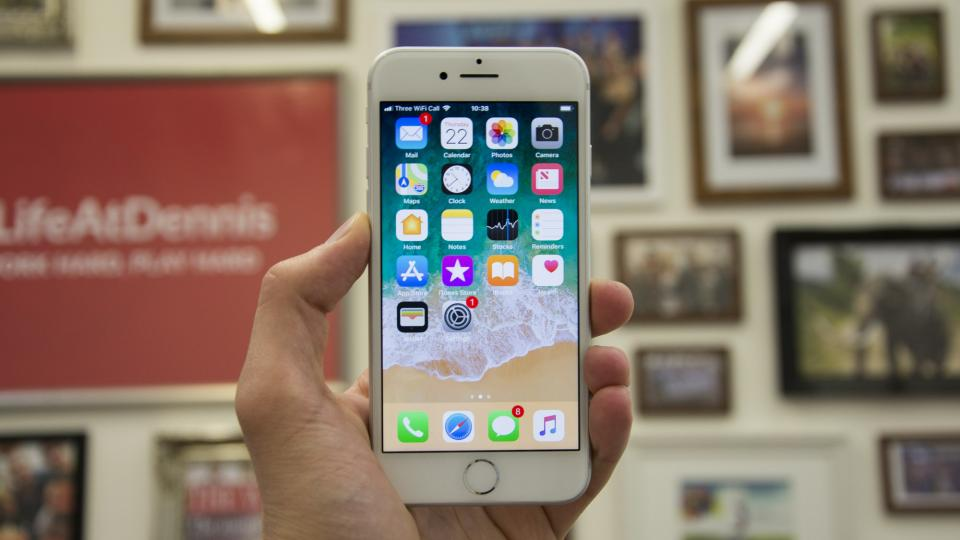 Three WiFi Call 10:38
1
Thursday
22
Mail Calendar Photos Camera
Maps Clock Weather News
Home Notes Stocks Reminders
App Store iTunes Store iBooks Health
1
Wallet Settings
8
LifeAtDennis
WORK HARD. PLAY HARD